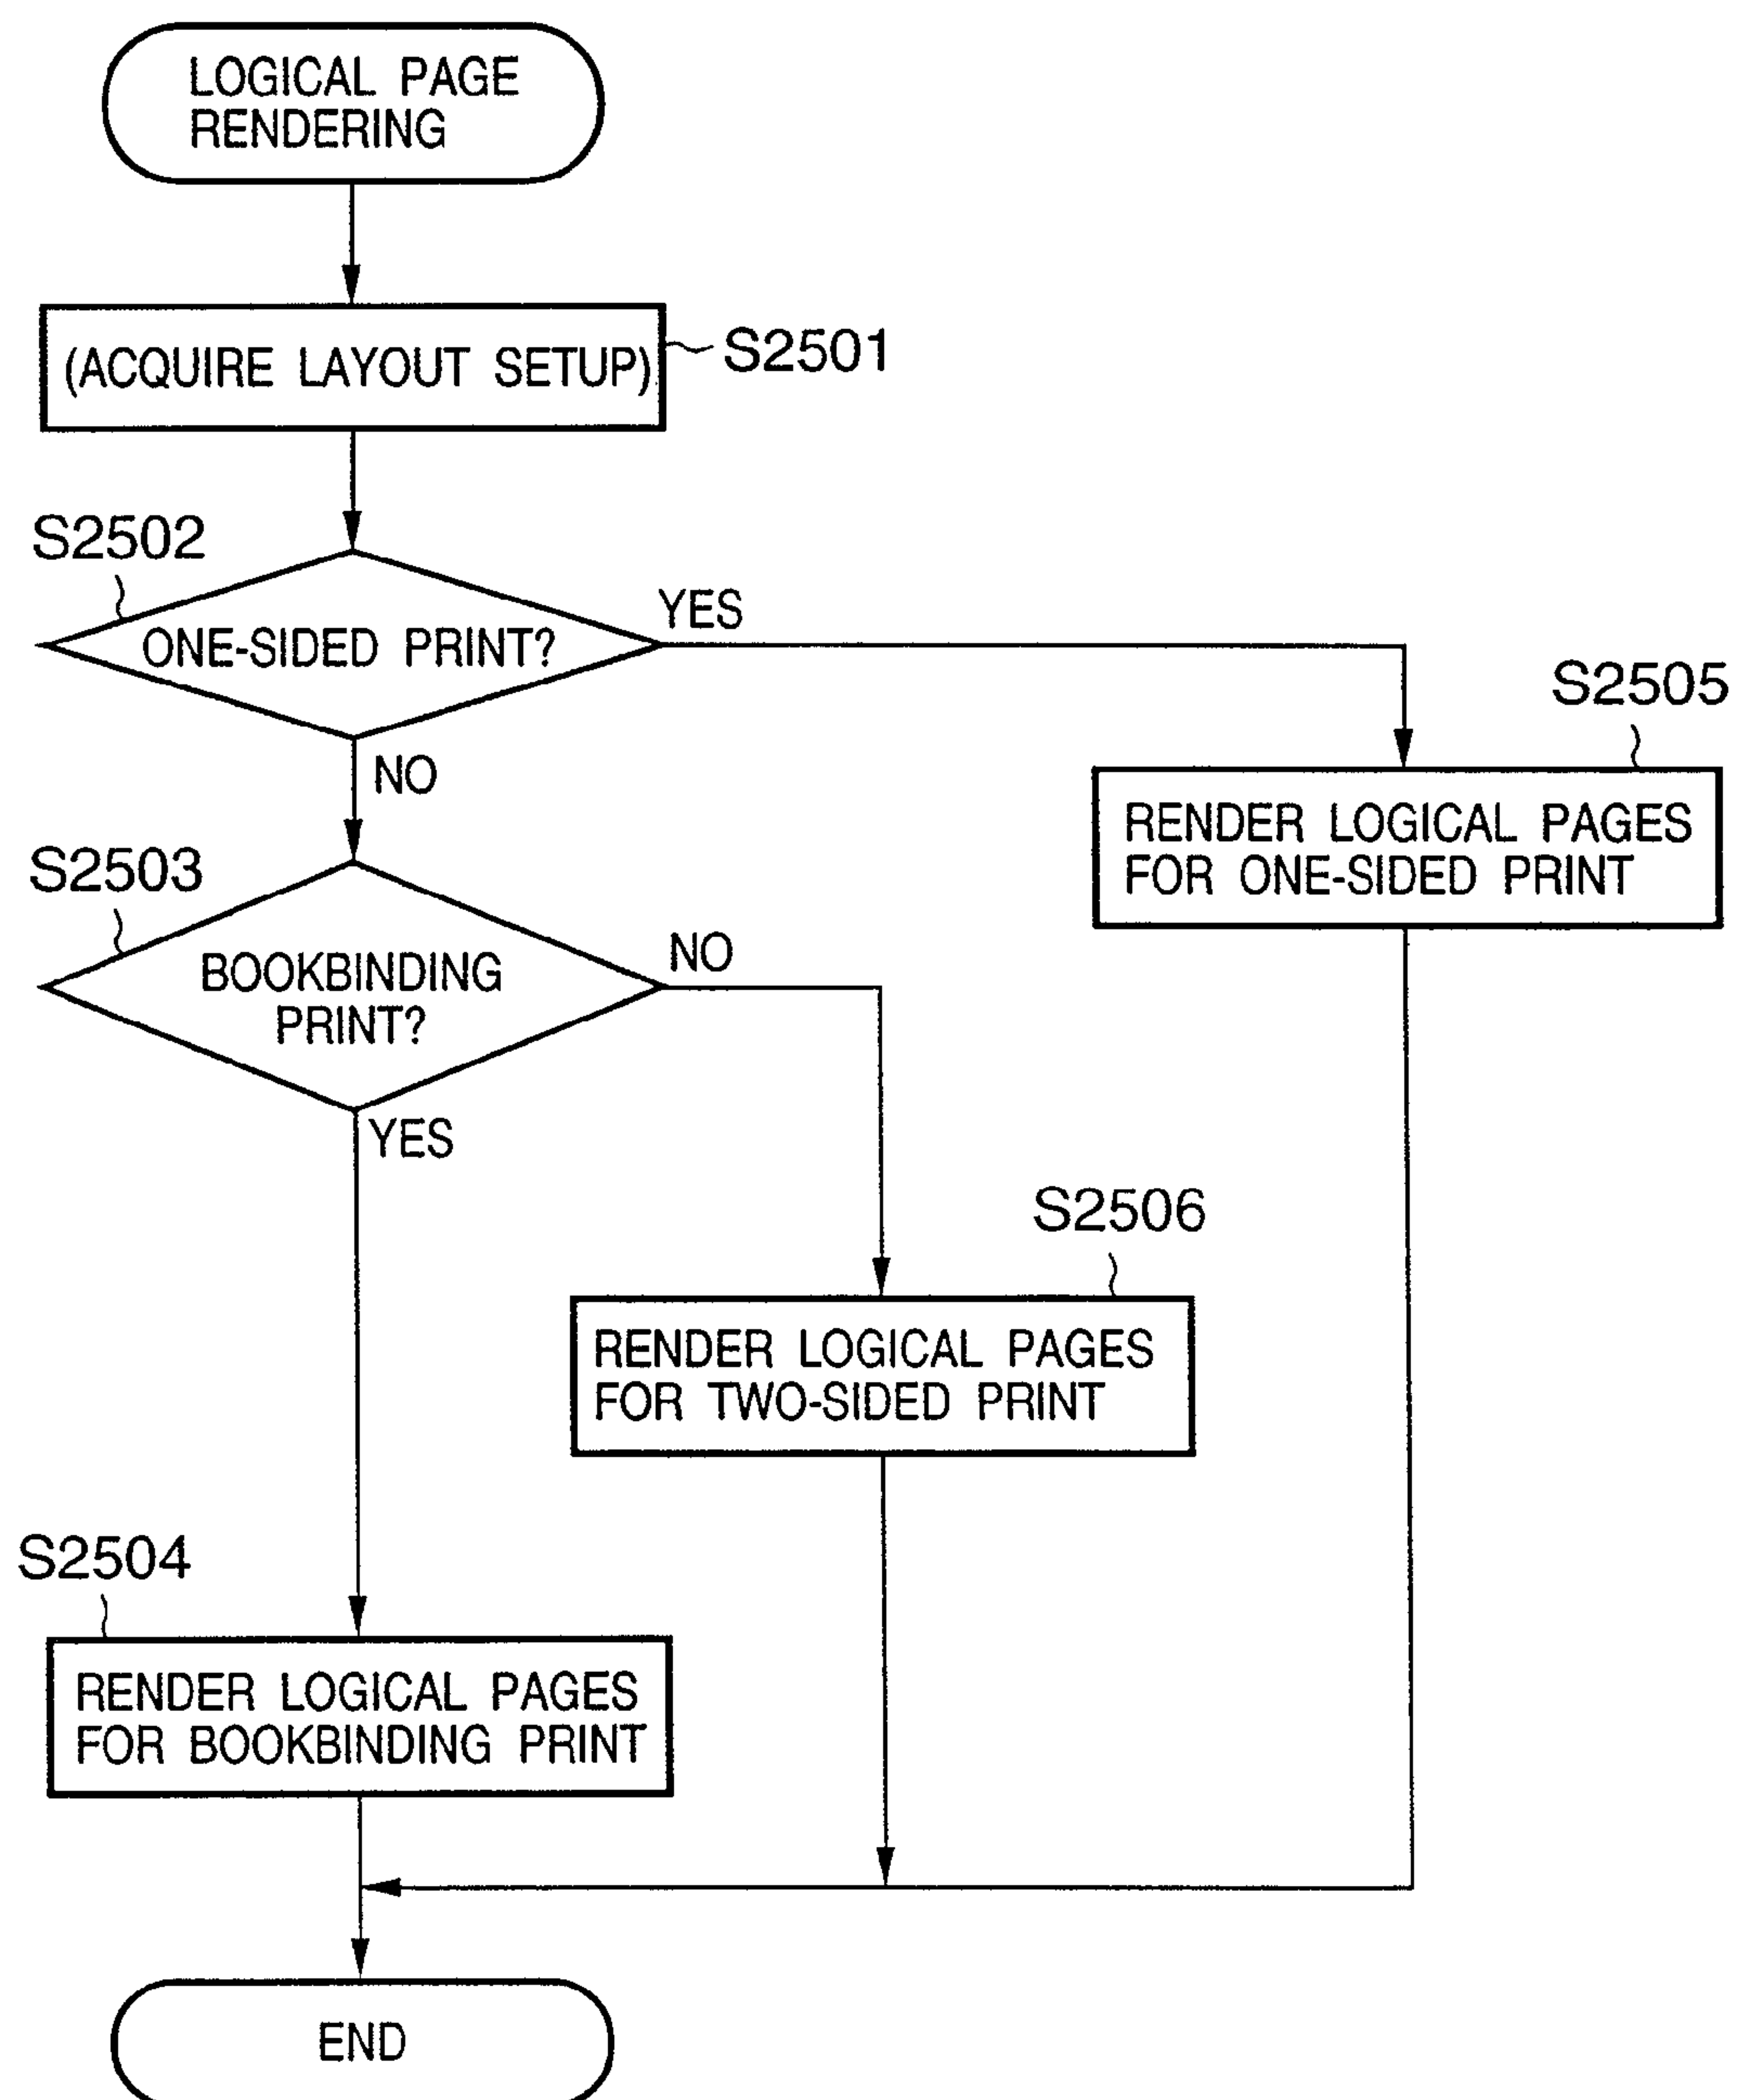 LOGICAL PAGE
RENDERING
(ACQUIRE LAYOUT SETUP)
S2501
S2502
ONE-SIDED PRINT?
YES
NO
S2505
RENDER LOGICAL PAGES
FOR ONE-SIDED PRINT
S2503
BOOKBINDING
PRINT?
NO
YES
S2506
RENDER LOGICAL PAGES
FOR TWO-SIDED PRINT
S2504
RENDER LOGICAL PAGES
FOR BOOKBINDING PRINT
END